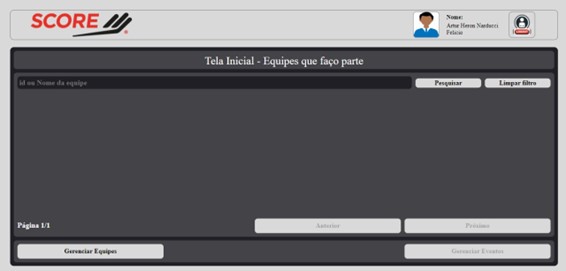 SCORE
Nome:
Artur Heron Narducci
Felicio
Tela Inicial - Equipes que faço parte
id ou Nome da equipe
Pesquisar
Limpar filtro
Página 1/1
Anterior
Próximo
Gerenciar Equipes
Gerenciar Eventos